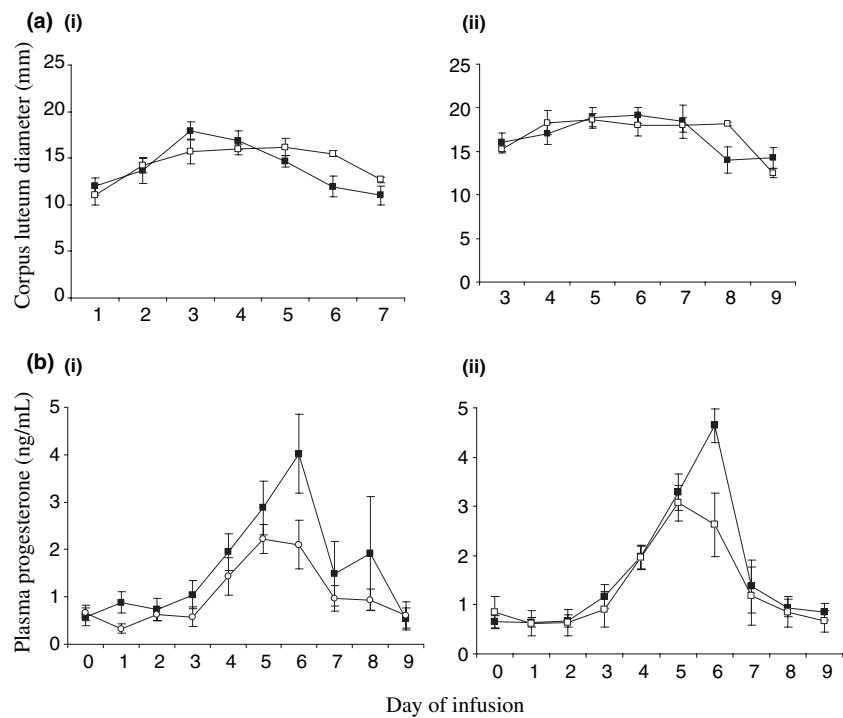 (a) (i)
(ii)
Corpus luteum diameter (mm)
25
20
15
10
5
0
1 2 3 4 5 6 7
25
20
15
10
5
0
3 4 5 6 7 8 9
(b) (i)
(ii)
Plasma progesterone (ng/mL)
5
4
3
2
1
0
0 1 2 3 4 5 6 7 8 9
5
4
3
2
1
0
0 1 2 3 4 5 6 7 8 9
Day of infusion